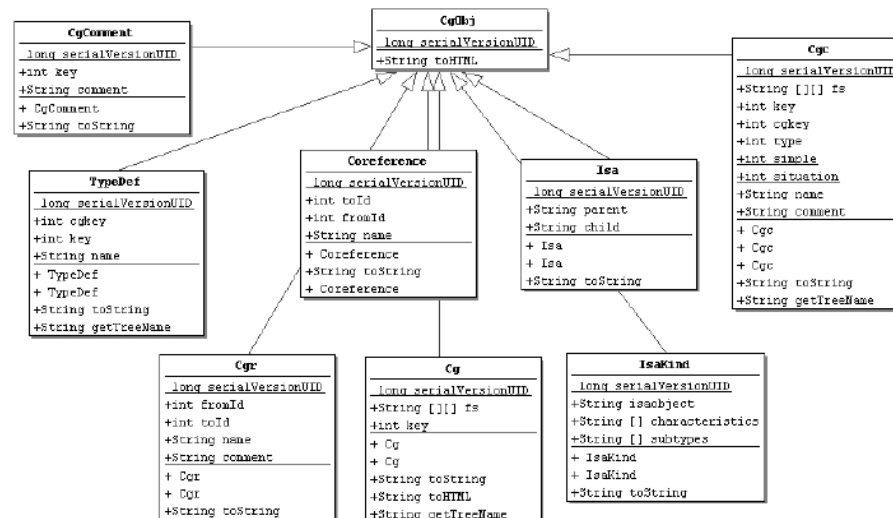 CgComment
long serialVersionUID
+int key
+String comment
+ CgComment
+String toString
CgObj
long serialVersionUID
+String toHTML
Cgc
long serialVersionUID
+String [][] fs
+int key
+int cgkey
+int type
+int simple
+int situation
+String name
+String comment
+ Cgc
+ Cgc
+ Cgc
+String toString
+String getTreeName
TypeDef
long serialVersionUID
+int cgkey
+int key
+String name
+ TypeDef
+ TypeDef
+String toString
+String getTreeName
Coreference
long serialVersionUID
+int toId
+int fromId
+String name
+ Coreference
+String toString
+ Coreference
Isa
long serialVersionUID
+String parent
+String child
+ Isa
+ Isa
+String toString
Cgr
long serialVersionUID
+int fromId
+int toId
+String name
+String comment
+ Cgr
+ Cgr
+String toString
Cg
long serialVersionUID
+String [][] fs
+int key
+ Cg
+ Cg
+String toString
+String toHTML
+String getTreeName
IsaKind
long serialVersionUID
+String isaobject
+String [] characteristics
+String [] subtypes
+ IsaKind
+ IsaKind
+String toString